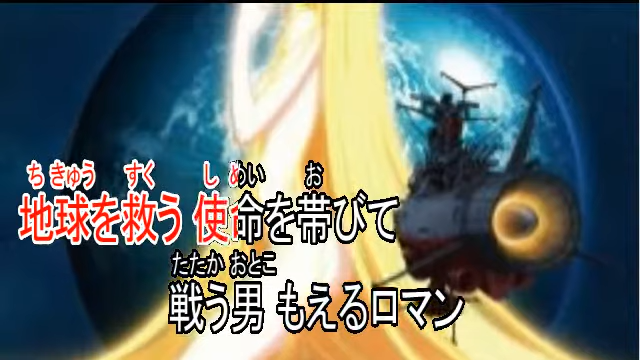 ちきゅう すく しめい お
地球を救う 使命を帯びて
たたか おとこ
戦う男 もえるロマン